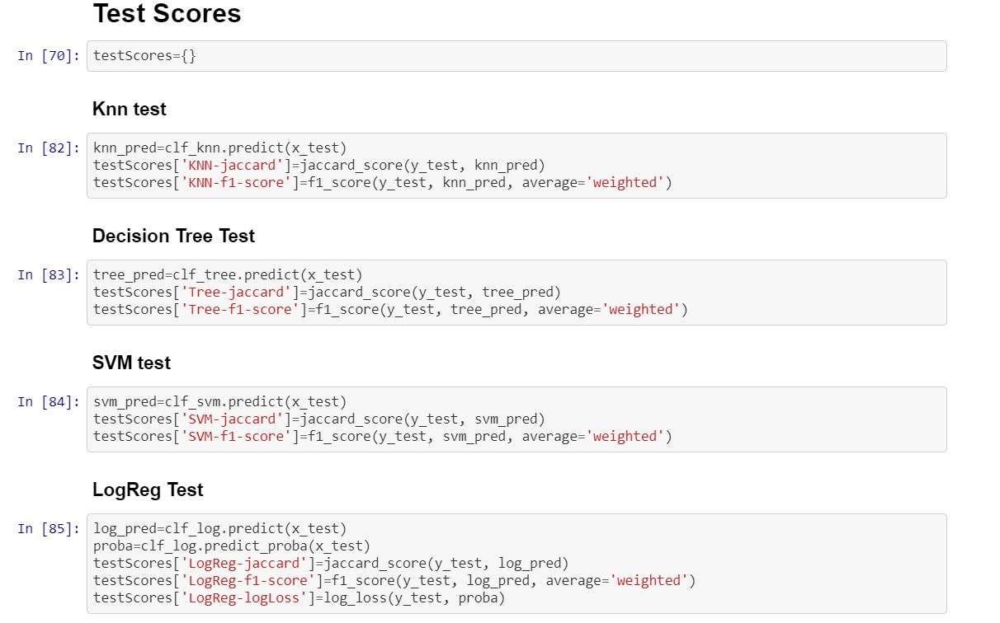 Test Scores
In [70]: testScores={}
Knn test
In [82]: knn_pred=clf_knn.predict(x_test)
testScores['KNN-jaccard']=jaccard_score(y_test, knn_pred)
testScores['KNN-f1-score']=f1_score(y_test, knn_pred, average='weighted')
Decision Tree Test
In [83]: tree_pred=clf_tree.predict(x_test)
testScores['Tree-jaccard']=jaccard_score(y_test, tree_pred)
testScores['Tree-f1-score']=f1_score(y_test, tree_pred, average='weighted')
SVM test
In [84]: svm_pred=clf_svm.predict(x_test)
testScores['SVM-jaccard']=jaccard_score(y_test, svm_pred)
testScores['SVM-f1-score']=f1_score(y_test, svm_pred, average='weighted')
LogReg Test
In [85]: log_pred=clf_log.predict(x_test)
proba=clf_log.predict_proba(x_test)
testScores['LogReg-jaccard']=jaccard_score(y_test, log_pred)
testScores['LogReg-f1-score']=f1_score(y_test, log_pred, average='weighted')
testScores['LogReg-logLoss']=log_loss(y_test, proba)